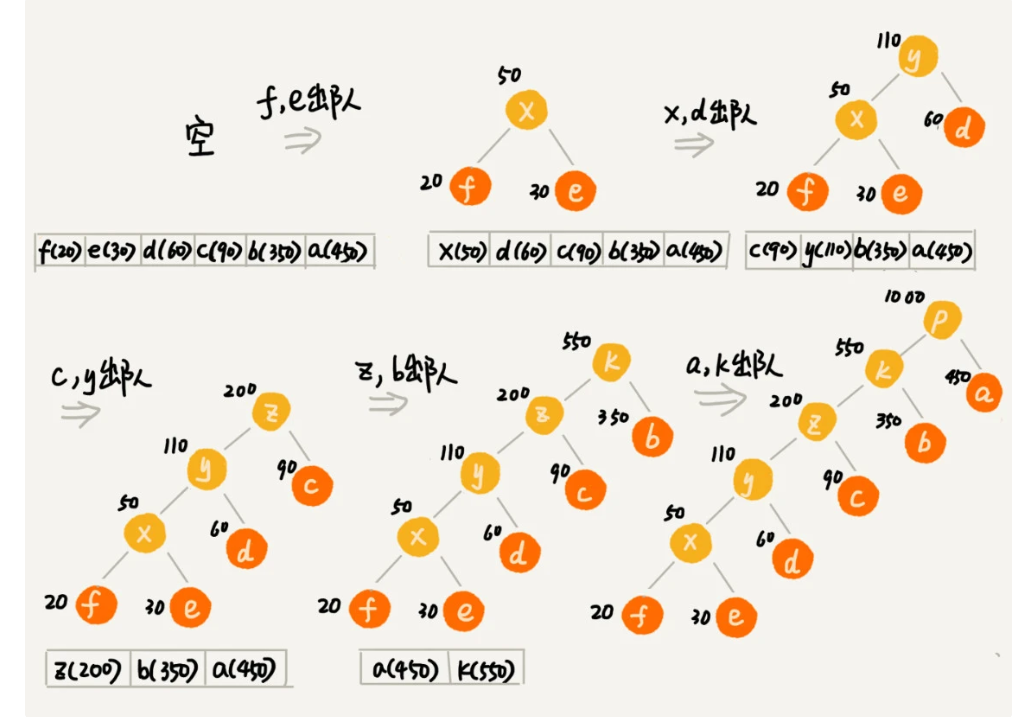 空
f,e出队
50
X
20 f
30 e
x,d出队
110
y
50
x
60 d
20 f
30 e
f(20) e(30) d(60) c(90) b(350) a(450)
X(50) d(60) c(90) b(350) a(450)
c(90) y(110) b(350) a(450)
c,y出队
200
z
110
y
90 c
50
x
60 d
20 f
30 e
z,b出队
550
k
200
z
350 b
110
y
90 c
50
x
60 d
20 f
30 e
a,k出队
1000
P
550
k
450 a
200
z
350 b
110
y
90 c
50
x
60 d
20 f
30 e
z(200) b(350) a(450)
a(450) k(550)